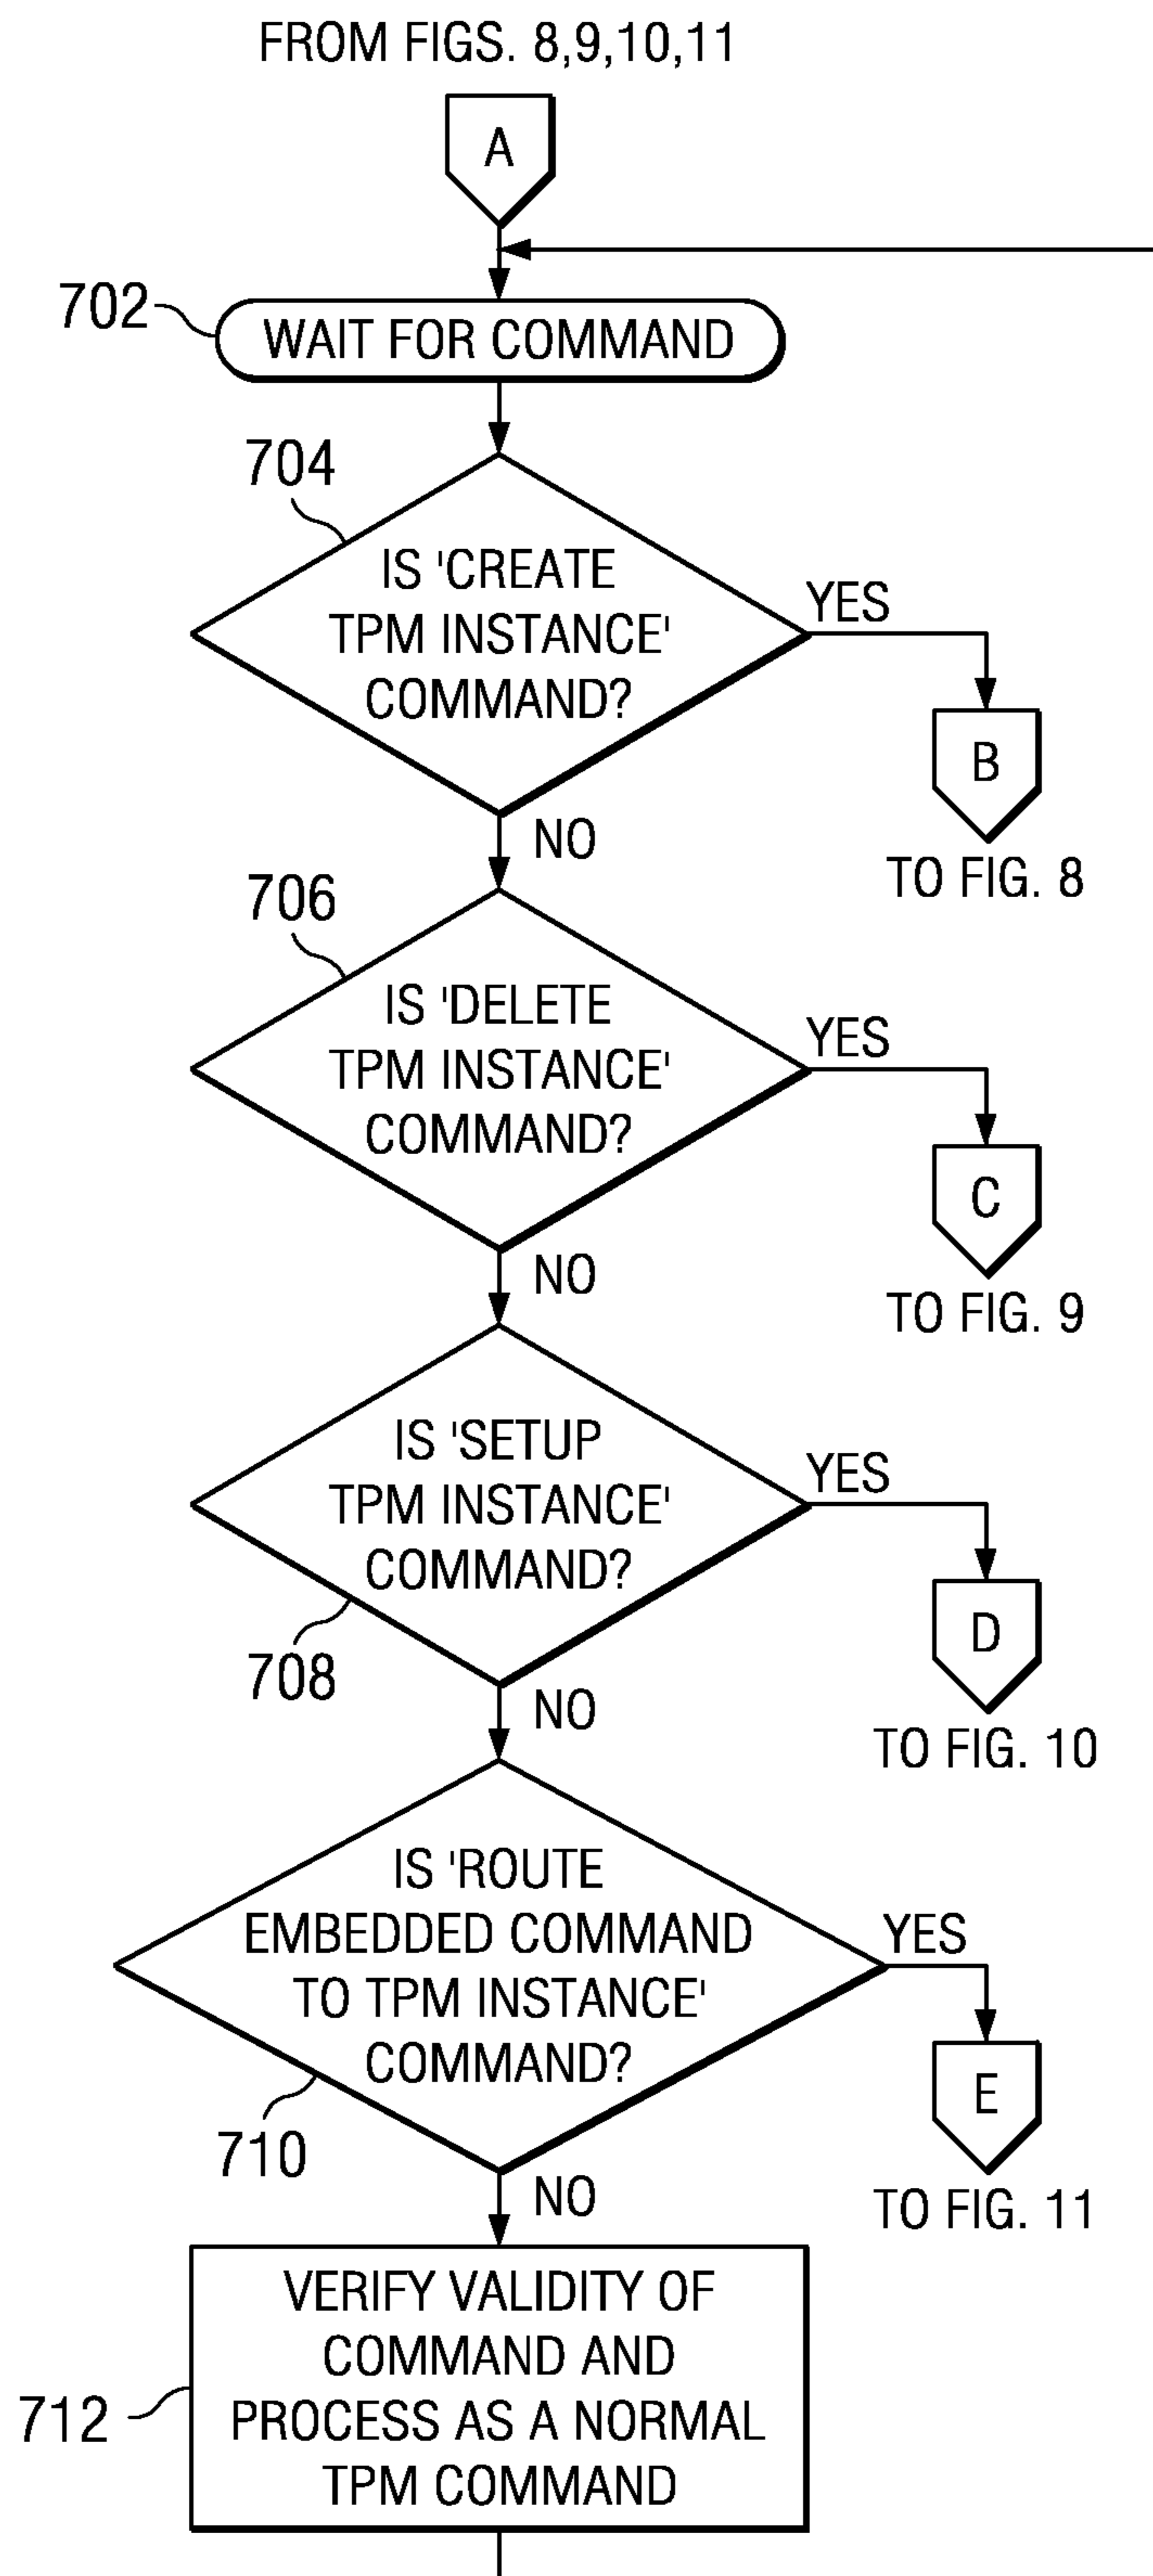 FROM FIGS. 8,9,10,11
A
702
WAIT FOR COMMAND
704
IS 'CREATE
TPM INSTANCE'
COMMAND?
YES
B
TO FIG. 8
NO
706
IS 'DELETE
TPM INSTANCE'
COMMAND?
YES
C
TO FIG. 9
NO
IS 'SETUP
TPM INSTANCE'
COMMAND?
708
YES
D
TO FIG. 10
NO
IS 'ROUTE
EMBEDDED COMMAND
TO TPM INSTANCE'
COMMAND?
710
YES
E
TO FIG. 11
NO
712
VERIFY VALIDITY OF
COMMAND AND
PROCESS AS A NORMAL
TPM COMMAND